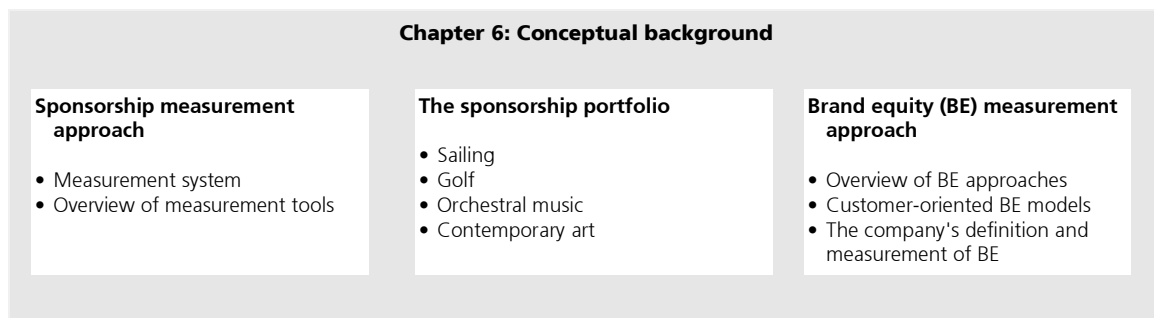 Chapter 6: Conceptual background
Sponsorship measurement
approach
• Measurement system
• Overview of measurement tools
The sponsorship portfolio
• Sailing
• Golf
• Orchestral music
• Contemporary art
Brand equity (BE) measurement
approach
• Overview of BE approaches
• Customer-oriented BE models
• The company's definition and
measurement of BE